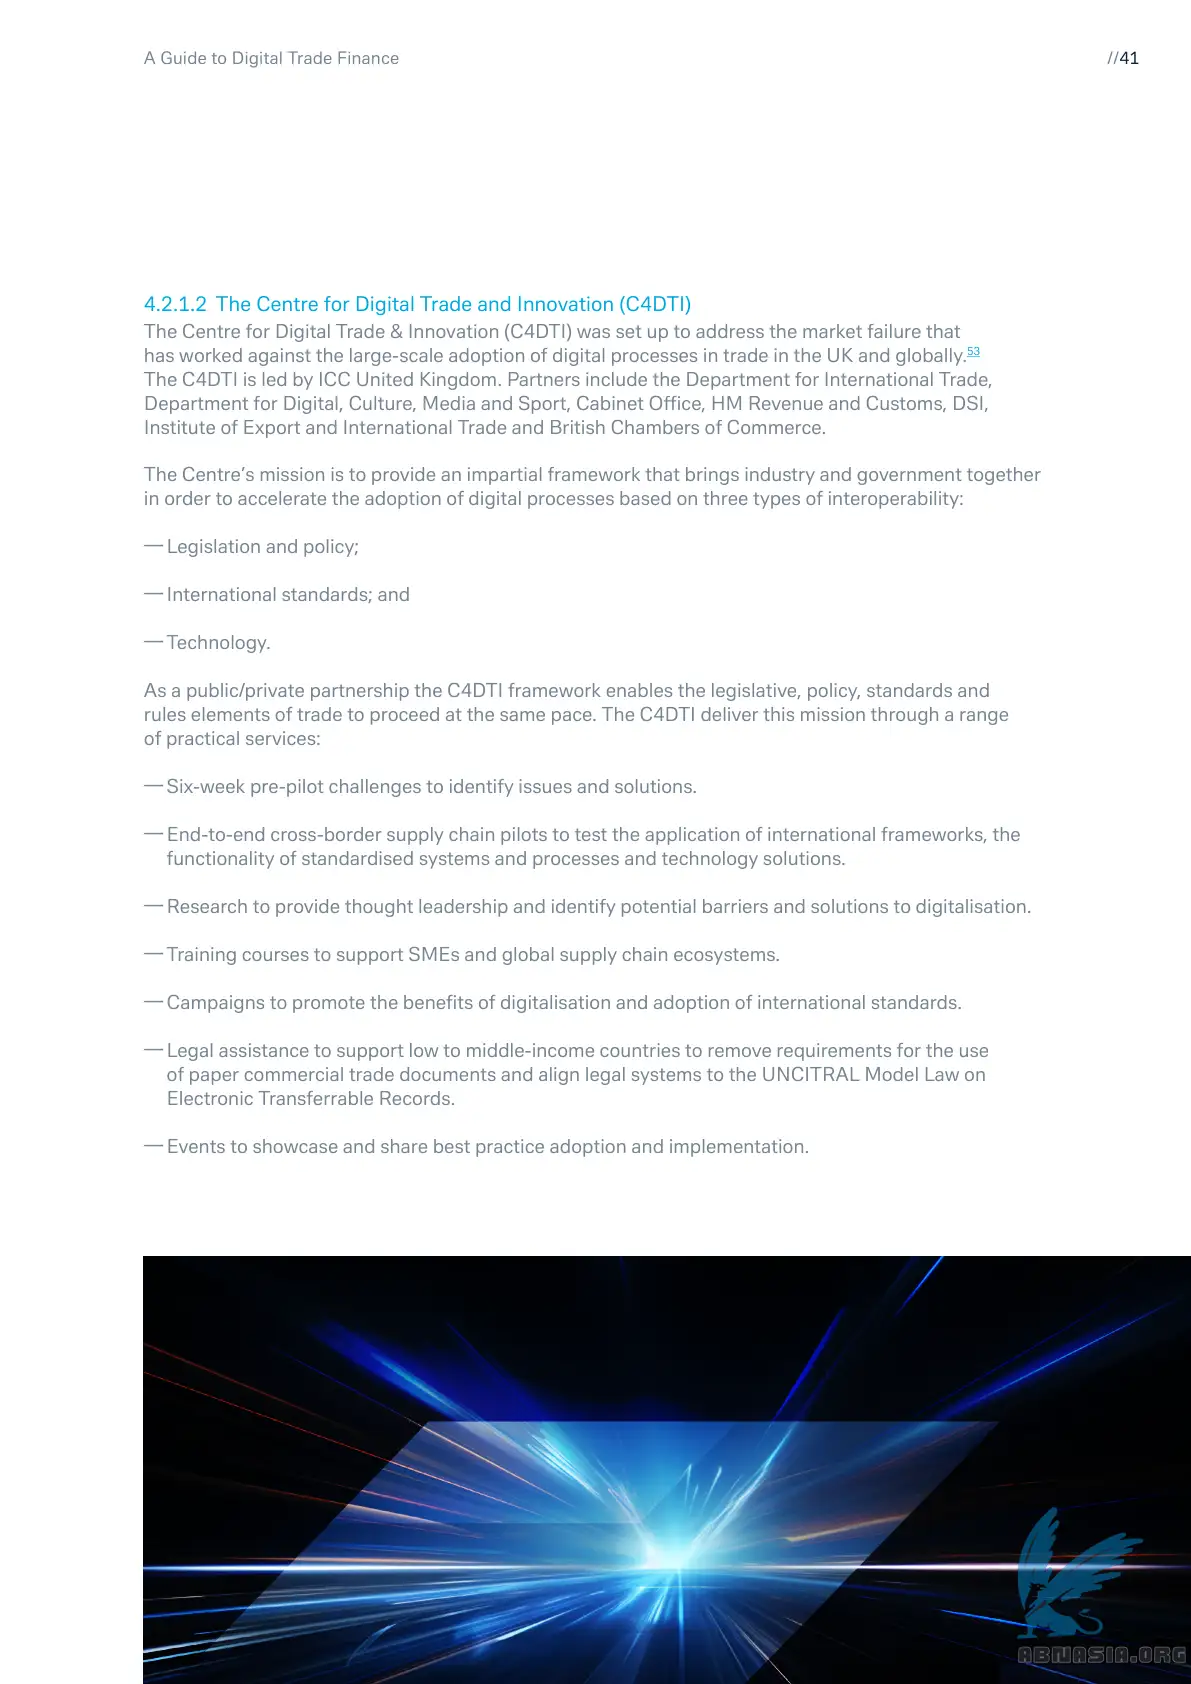 A Guide to Digital Trade Finance
//41
4.2.1.2 The Centre for Digital Trade and Innovation (C4DTI)
The Centre for Digital Trade & Innovation (C4DTI) was set up to address the market failure that
has worked against the large-scale adoption of digital processes in trade in the UK and globally.53
The C4DTI is led by ICC United Kingdom. Partners include the Department for International Trade,
Department for Digital, Culture, Media and Sport, Cabinet Office, HM Revenue and Customs, DSI,
Institute of Export and International Trade and British Chambers of Commerce.
The Centre's mission is to provide an impartial framework that brings industry and government together
in order to accelerate the adoption of digital processes based on three types of interoperability:
— Legislation and policy;
— International standards; and
— Technology.
As a public/private partnership the C4DTI framework enables the legislative, policy, standards and
rules elements of trade to proceed at the same pace. The C4DTI deliver this mission through a range
of practical services:
— Six-week pre-pilot challenges to identify issues and solutions.
— End-to-end cross-border supply chain pilots to test the application of international frameworks, the
functionality of standardised systems and processes and technology solutions.
— Research to provide thought leadership and identify potential barriers and solutions to digitalisation.
— Training courses to support SMEs and global supply chain ecosystems.
— Campaigns to promote the benefits of digitalisation and adoption of international standards.
— Legal assistance to support low to middle-income countries to remove requirements for the use
of paper commercial trade documents and align legal systems to the UNCITRAL Model Law on
Electronic Transferrable Records.
— Events to showcase and share best practice adoption and implementation.
ABNASIA.ORG